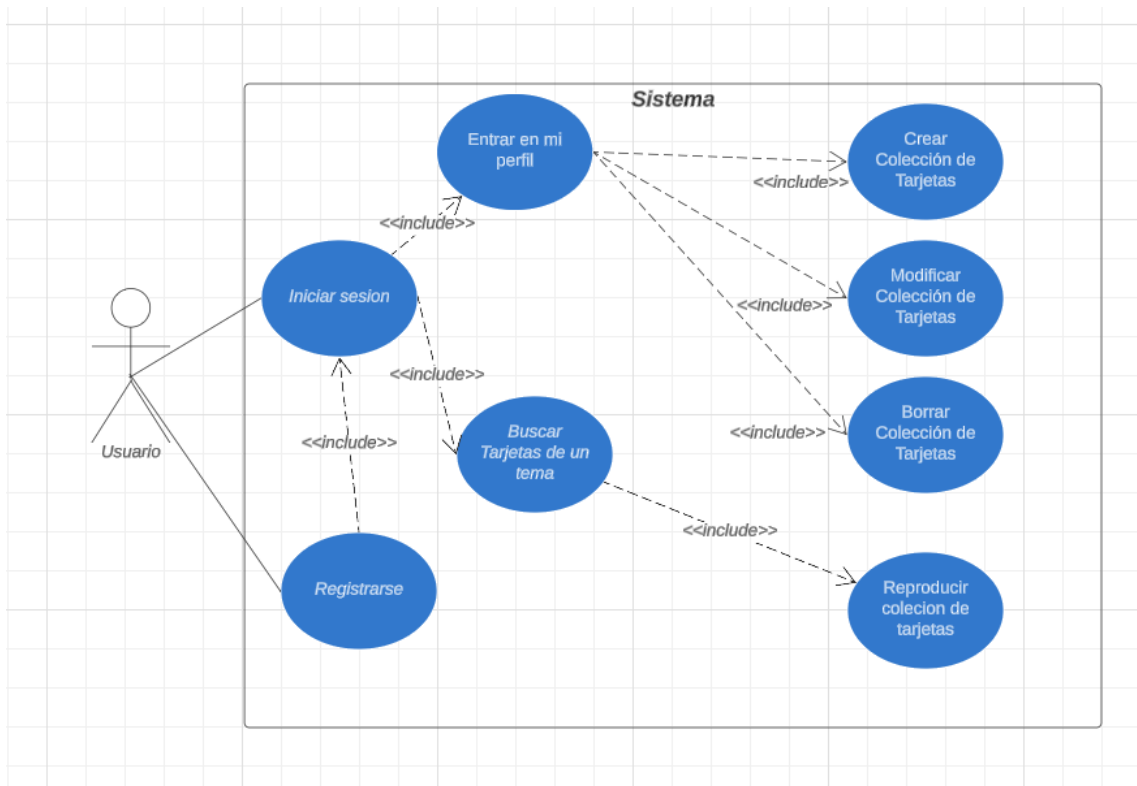 Sistema
Entrar en mi
perfil
Crear
Colección de
Tarjetas
<<include>>
<<include>>
Iniciar sesion
Modificar
Colección de
Tarjetas
<<include>>
<<include>>
Buscar
Tarjetas de un
tema
Borrar
Colección de
Tarjetas
<<include>>
<<include>>
Usuario
<<include>>
Registrarse
Reproducir
colecion de
tarjetas